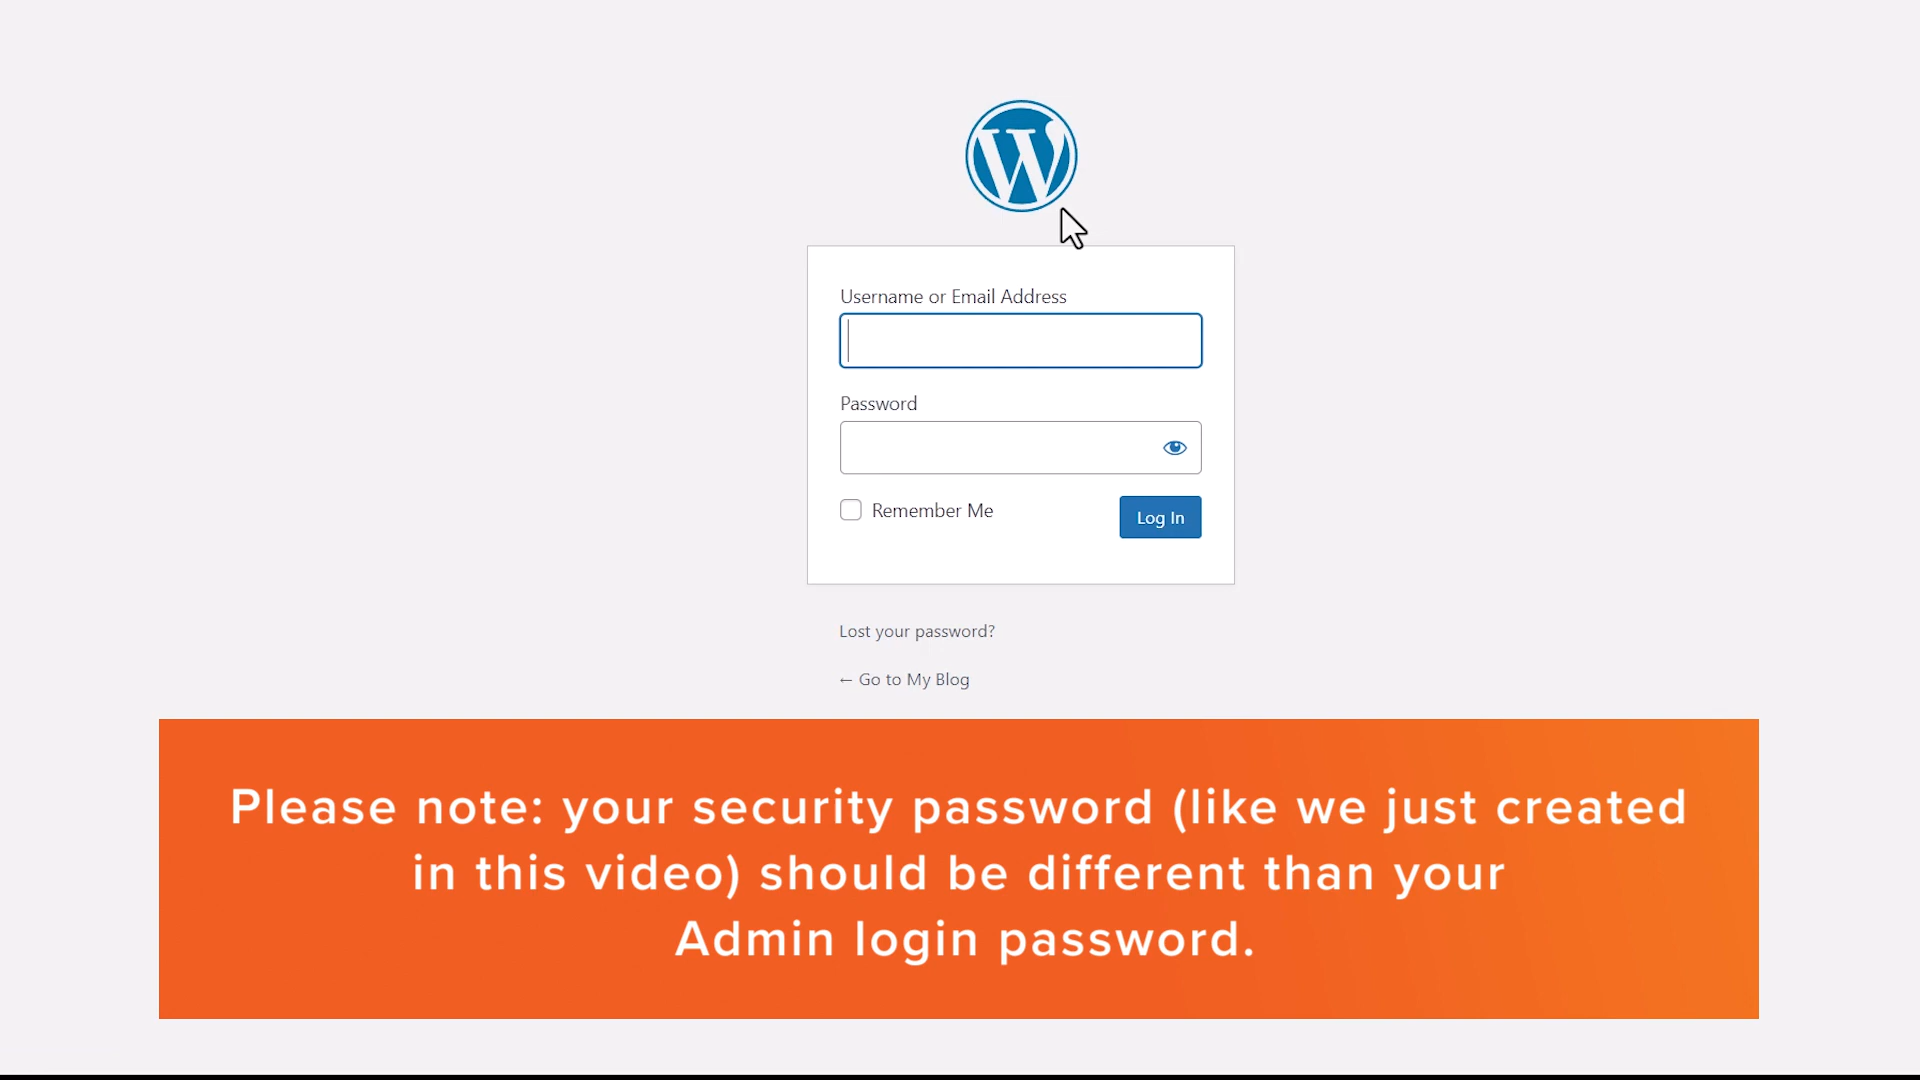 Username or Email Address
Password
Remember Me
Log In
Lost your password?
← Go to My Blog
Please note: your security password (like we just created
in this video) should be different than your
Admin login password.